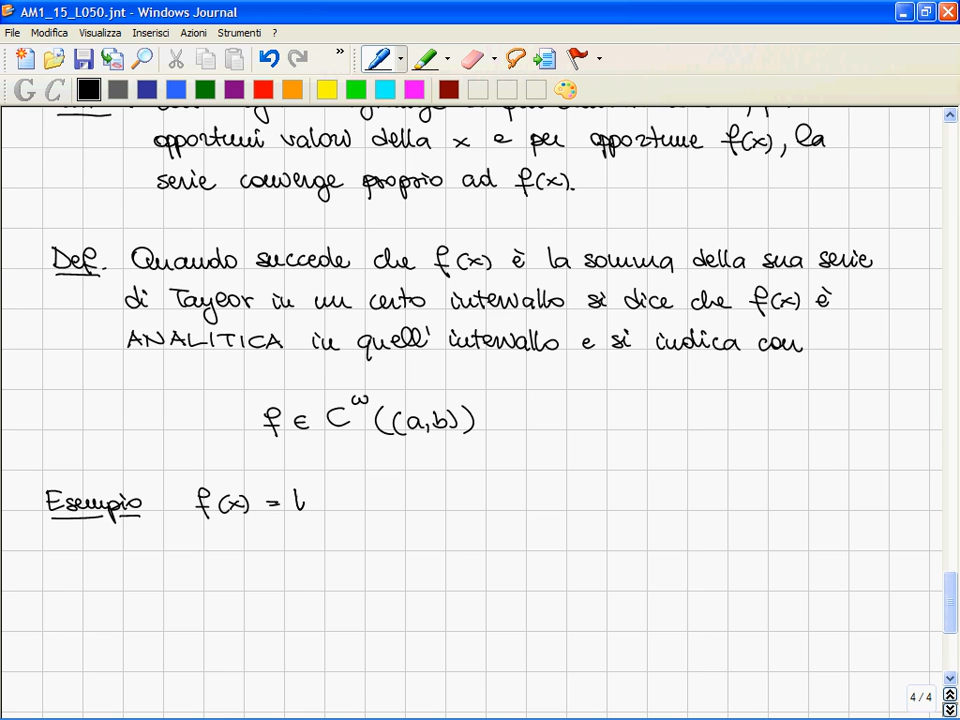 AM1_15_L050.jnt - Windows Journal
File Modifica Visualizza Inserisci Azioni Strumenti ?
opportuni valori della x e per opportune f(x), la
serie converge proprio ad f(x).
Def. Quando succede che f(x) è la somma della sua serie
di Taylor in un certo intervallo si dice che f(x) è
ANALITICA in quell' intervallo e si indica con
f ∈ C^ω ((a,b))
Esempio f(x) = l
4 / 4